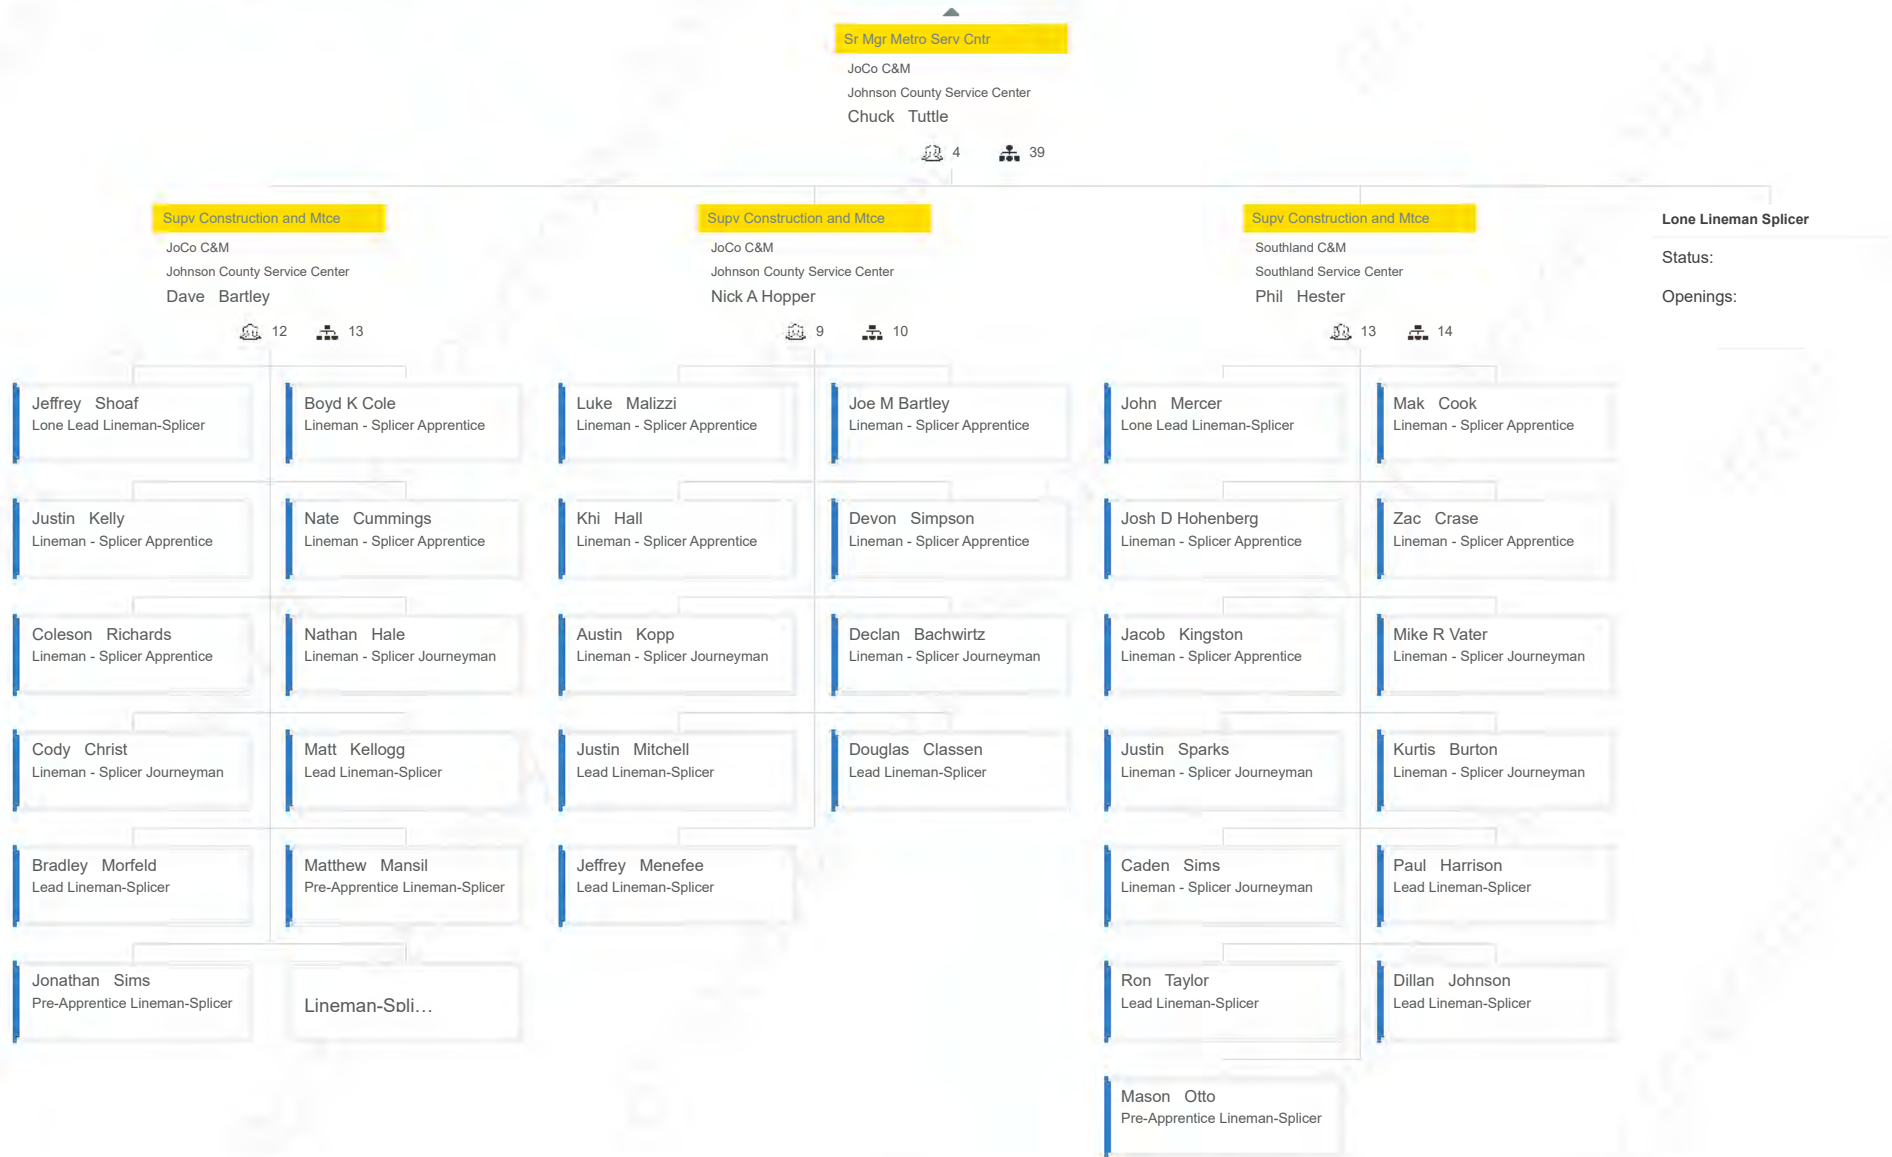 Sr Mgr Metro Serv Cntr
JoCo C&M
Johnson County Service Center
Chuck Tuttle
4 39
Supv Construction and Mtce
JoCo C&M
Johnson County Service Center
Dave Bartley
12 13
Supv Construction and Mtce
JoCo C&M
Johnson County Service Center
Nick A Hopper
9 10
Supv Construction and Mtce
Southland C&M
Southland Service Center
Phil Hester
13 14
Lone Lineman Splicer
Status:
Openings:
Jeffrey Shoaf
Lone Lead Lineman-Splicer
Boyd K Cole
Lineman - Splicer Apprentice
Justin Kelly
Lineman - Splicer Apprentice
Nate Cummings
Lineman - Splicer Apprentice
Coleson Richards
Lineman - Splicer Apprentice
Nathan Hale
Lineman - Splicer Journeyman
Cody Christ
Lineman - Splicer Journeyman
Matt Kellogg
Lead Lineman-Splicer
Bradley Morfeld
Lead Lineman-Splicer
Matthew Mansil
Pre-Apprentice Lineman-Splicer
Jonathan Sims
Pre-Apprentice Lineman-Splicer
Lineman-Spli…
Luke Malizzi
Lineman - Splicer Apprentice
Joe M Bartley
Lineman - Splicer Apprentice
Khi Hall
Lineman - Splicer Apprentice
Devon Simpson
Lineman - Splicer Apprentice
Austin Kopp
Lineman - Splicer Journeyman
Declan Bachwirtz
Lineman - Splicer Journeyman
Justin Mitchell
Lead Lineman-Splicer
Douglas Classen
Lead Lineman-Splicer
Jeffrey Menefee
Lead Lineman-Splicer
John Mercer
Lone Lead Lineman-Splicer
Mak Cook
Lineman - Splicer Apprentice
Josh D Hohenberg
Lineman - Splicer Apprentice
Zac Crase
Lineman - Splicer Apprentice
Jacob Kingston
Lineman - Splicer Apprentice
Mike R Vater
Lineman - Splicer Journeyman
Justin Sparks
Lineman - Splicer Journeyman
Kurtis Burton
Lineman - Splicer Journeyman
Caden Sims
Lineman - Splicer Journeyman
Paul Harrison
Lead Lineman-Splicer
Ron Taylor
Lead Lineman-Splicer
Dillan Johnson
Lead Lineman-Splicer
Mason Otto
Pre-Apprentice Lineman-Splicer